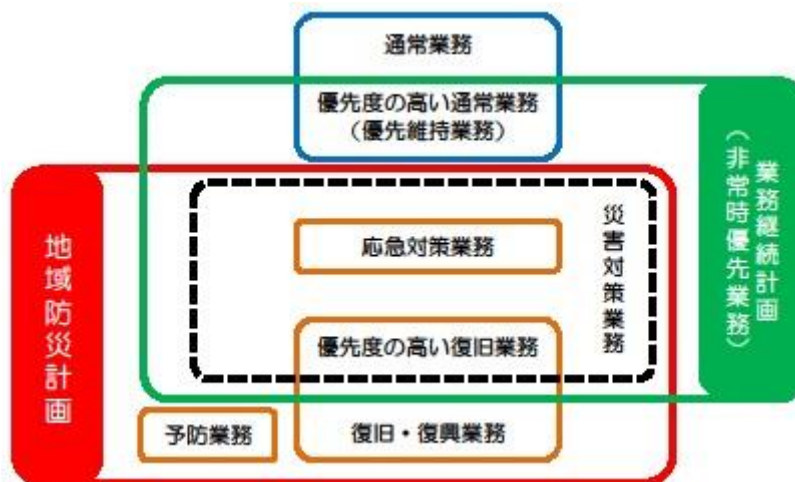 通常業務
優先度の高い通常業務
（優先維持業務）
業務継続計画
（非常時優先業務）
地域防災計画
災害対策業務
応急対策業務
優先度の高い復旧業務
予防業務
復旧・復興業務